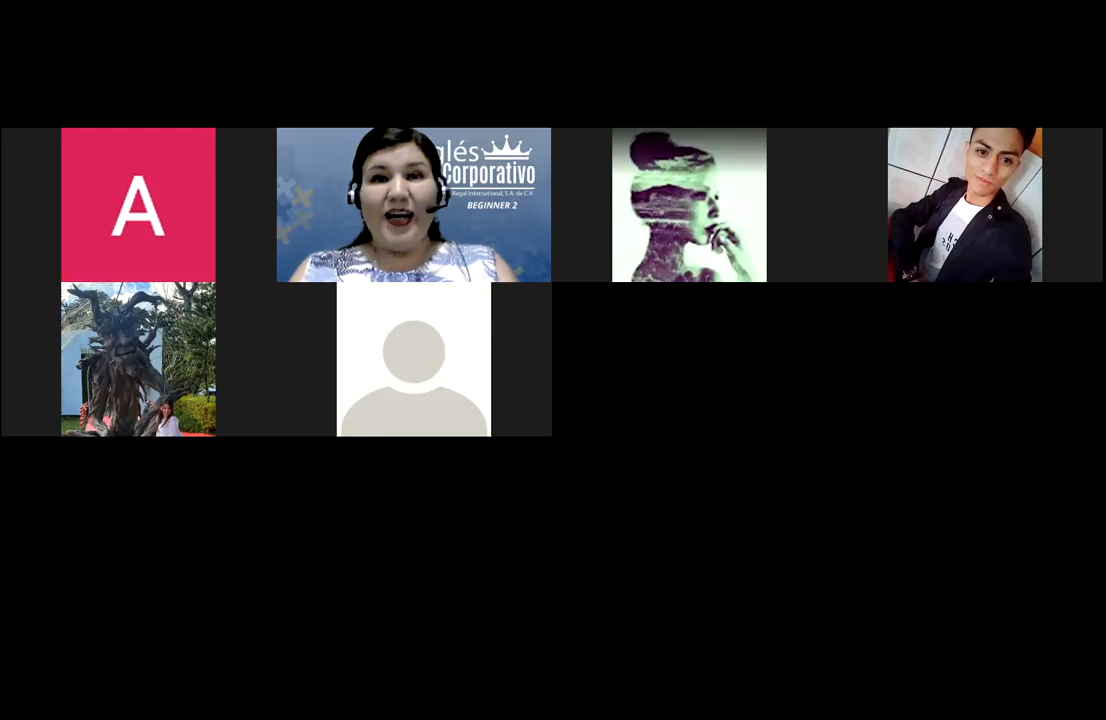 A
glés
Corporativo
Regal International, S.A. de C.V.
BEGINNER 2